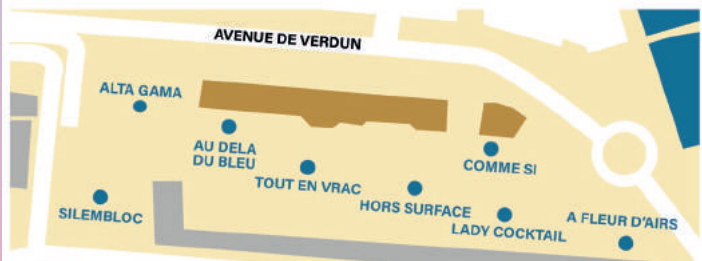 AVENUE DE VERDUN
ALTA GAMA
AU DELA
DU BLEU
COMME SI
TOUT EN VRAC
HORS SURFACE
SILEMBLOC
LADY COCKTAIL
A FLEUR D'AIRS